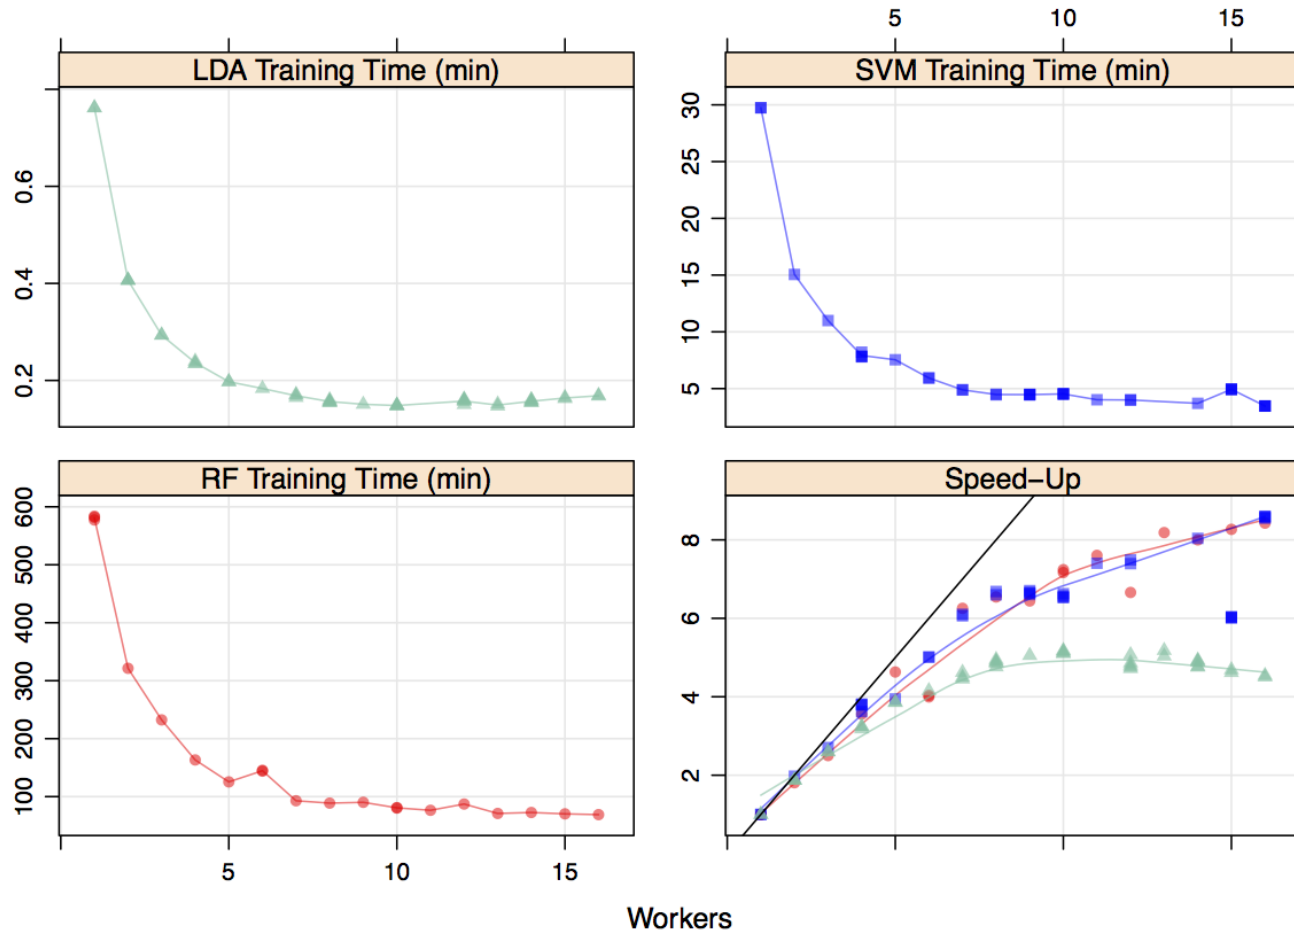 5 10 15
LDA Training Time (min)
0.2 0.4 0.6
SVM Training Time (min)
5 10 15 20 25 30
RF Training Time (min)
100 200 300 400 500 600
5 10 15
Speed−Up
8
6
4
2
Workers